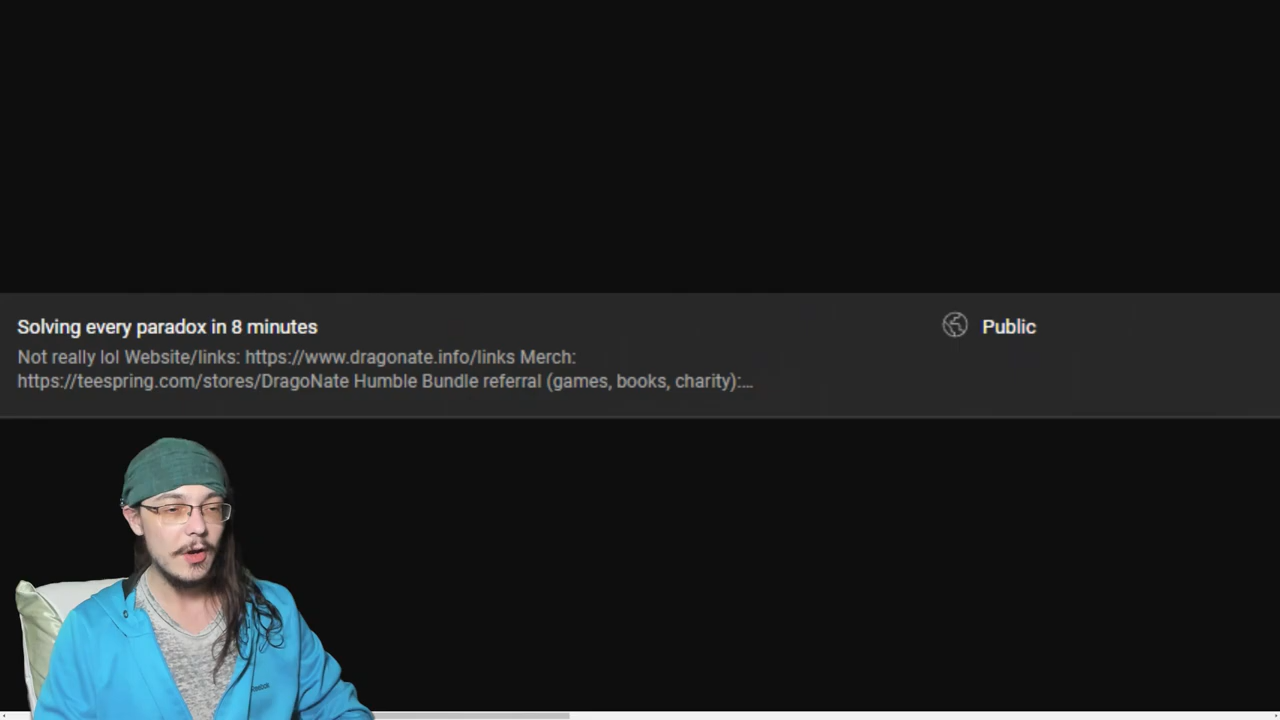 Solving every paradox in 8 minutes
Public
Not really lol Website/links: https://www.dragonate.info/links Merch:
https://teespring.com/stores/DragoNate Humble Bundle referral (games, books, charity):...